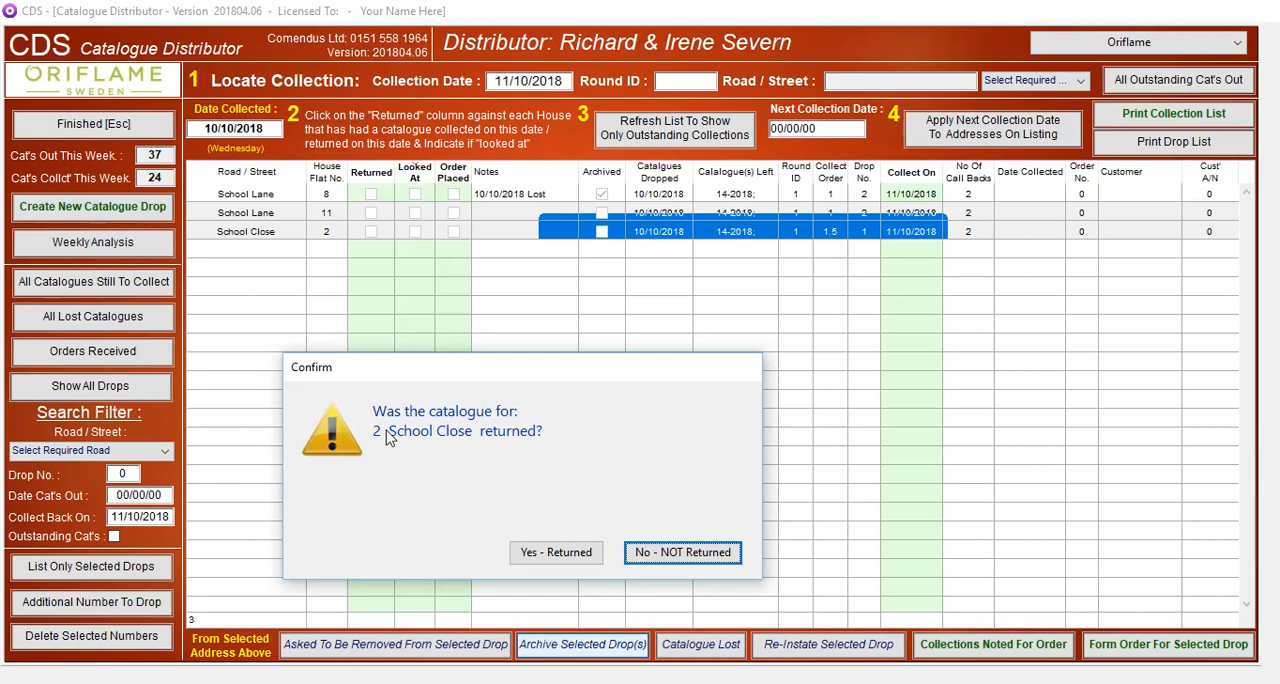 CDS - [Catalogue Distributor - Version 201804.06 - Licensed To: - Your Name Here]
CDS Catalogue Distributor
Comendus Ltd: 0151 558 1964
Version: 201804.06
Distributor: Richard & Irene Severn
Oriflame
ORIFLAME
SWEDEN
1 Locate Collection: Collection Date : 11/10/2018 Round ID : Road / Street : Select Required ... All Outstanding Cat's Out
Date Collected :
10/10/2018
(Wednesday)
2 Click on the "Returned" column against each House
that has had a catalogue collected on this date /
returned on this date & Indicate if "looked at"
3 Refresh List To Show
Only Outstanding Collections
Next Collection Date :
00/00/00
4 Apply Next Collection Date
To Addresses On Listing
Print Collection List
Print Drop List
Finished [Esc]
Cat's Out This Week. : 37
Cat's Collct' This Week. 24
Create New Catalogue Drop
Weekly Analysis
All Catalogues Still To Collect
All Lost Catalogues
Orders Received
Show All Drops
Search Filter :
Road / Street :
Select Required Road
Drop No. : 0
Date Cat's Out : 00/00/00
Collect Back On : 11/10/2018
Outstanding Cat's :
List Only Selected Drops
Additional Number To Drop
Delete Selected Numbers
Road / Street House Flat No. Returned Looked At Order Placed Notes Archived Catalgues Dropped Calalogue(s) Left Round ID Collect Order Drop No. Collect On No Of Call Backs Date Collected Order No. Customer Cust' A/N
School Lane 8 10/10/2018 Lost 10/10/2018 14-2018; 1 1 2 11/10/2018 2 0 0
School Lane 11 10/10/2018 14-2018; 1 1 2 11/10/2018 2 0 0
School Close 2 10/10/2018 14-2018; 1 1.5 1 11/10/2018 2 0 0
Confirm
Was the catalogue for:
2 School Close returned?
Yes - Returned
No - NOT Returned
3
From Selected
Address Above
Asked To Be Removed From Selected Drop
Archive Selected Drop(s)
Catalogue Lost
Re-Instate Selected Drop
Collections Noted For Order
Form Order For Selected Drop